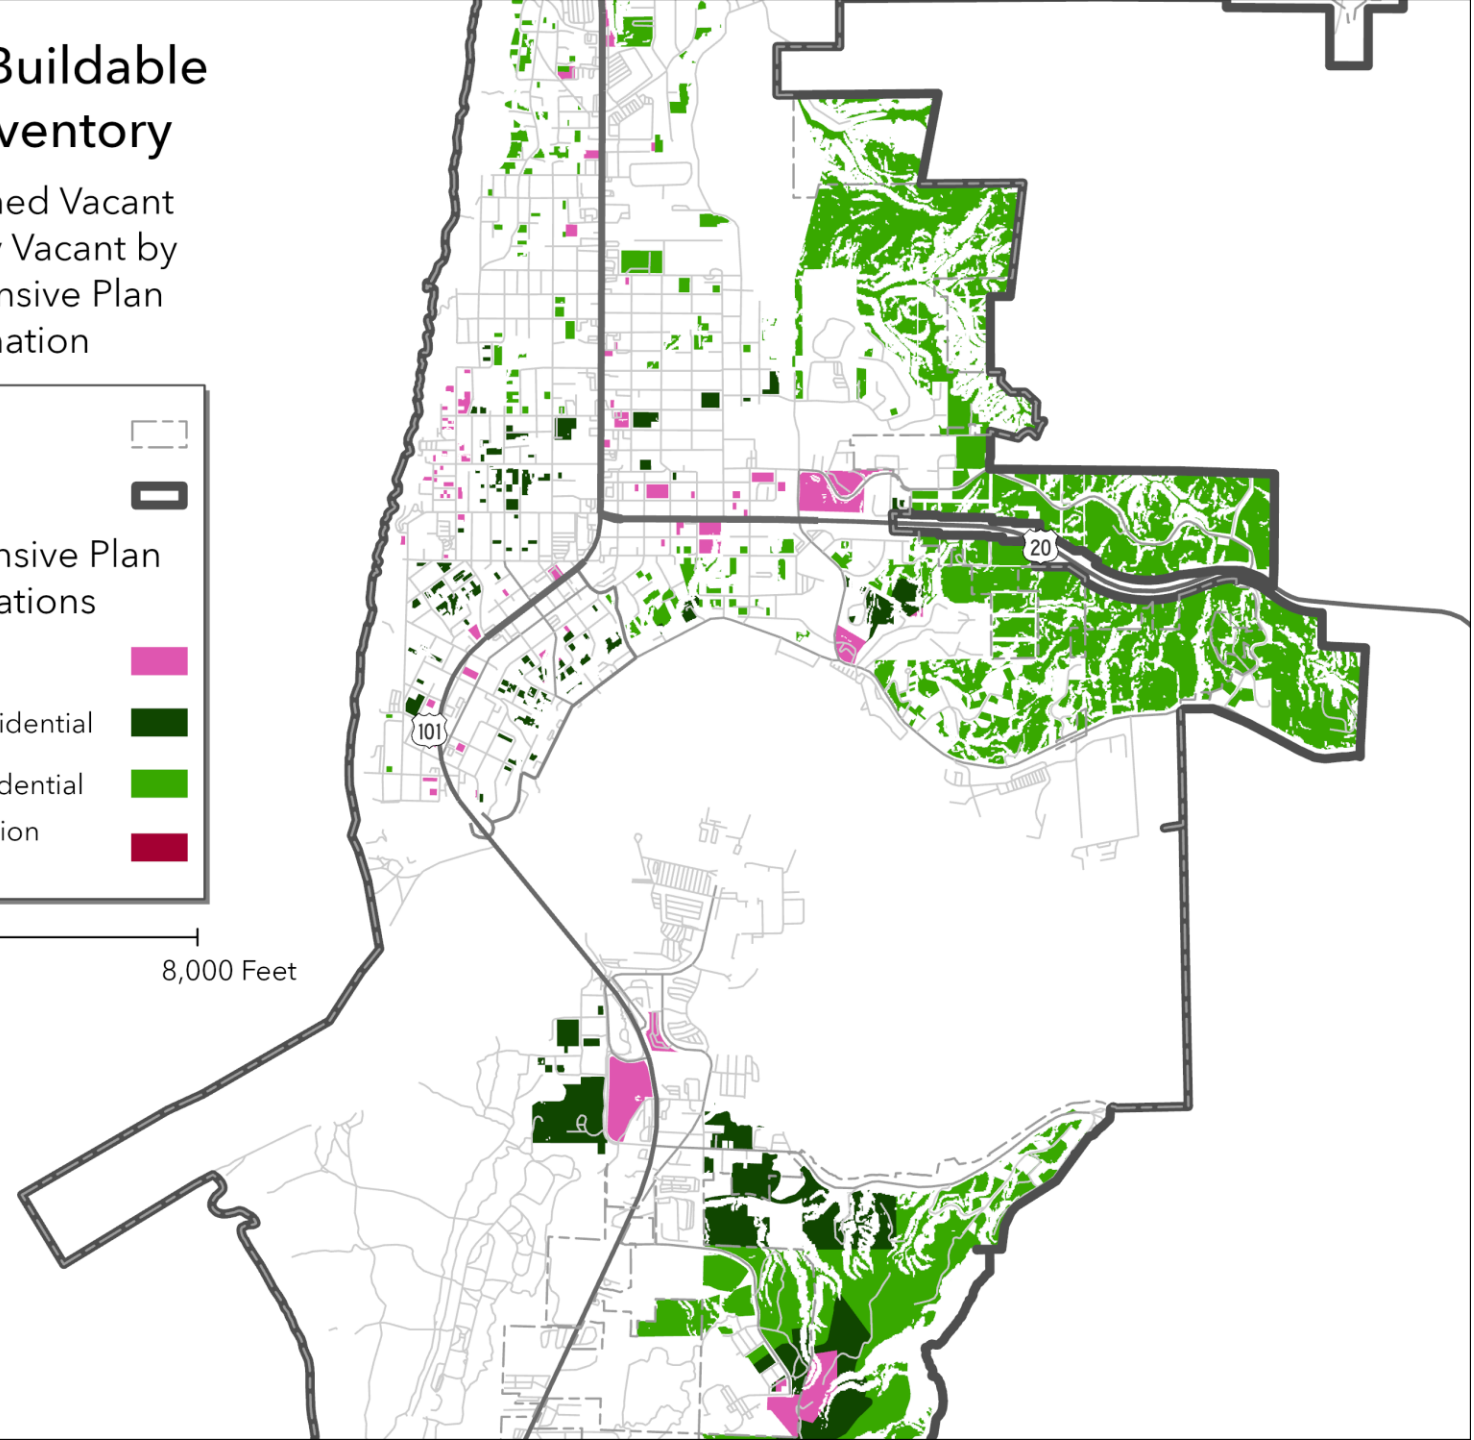 Buildable
ventory
ned Vacant
y Vacant by
nsive Plan
nation
nsive Plan
ations
idential
dential
ion
8,000 Feet
20
101